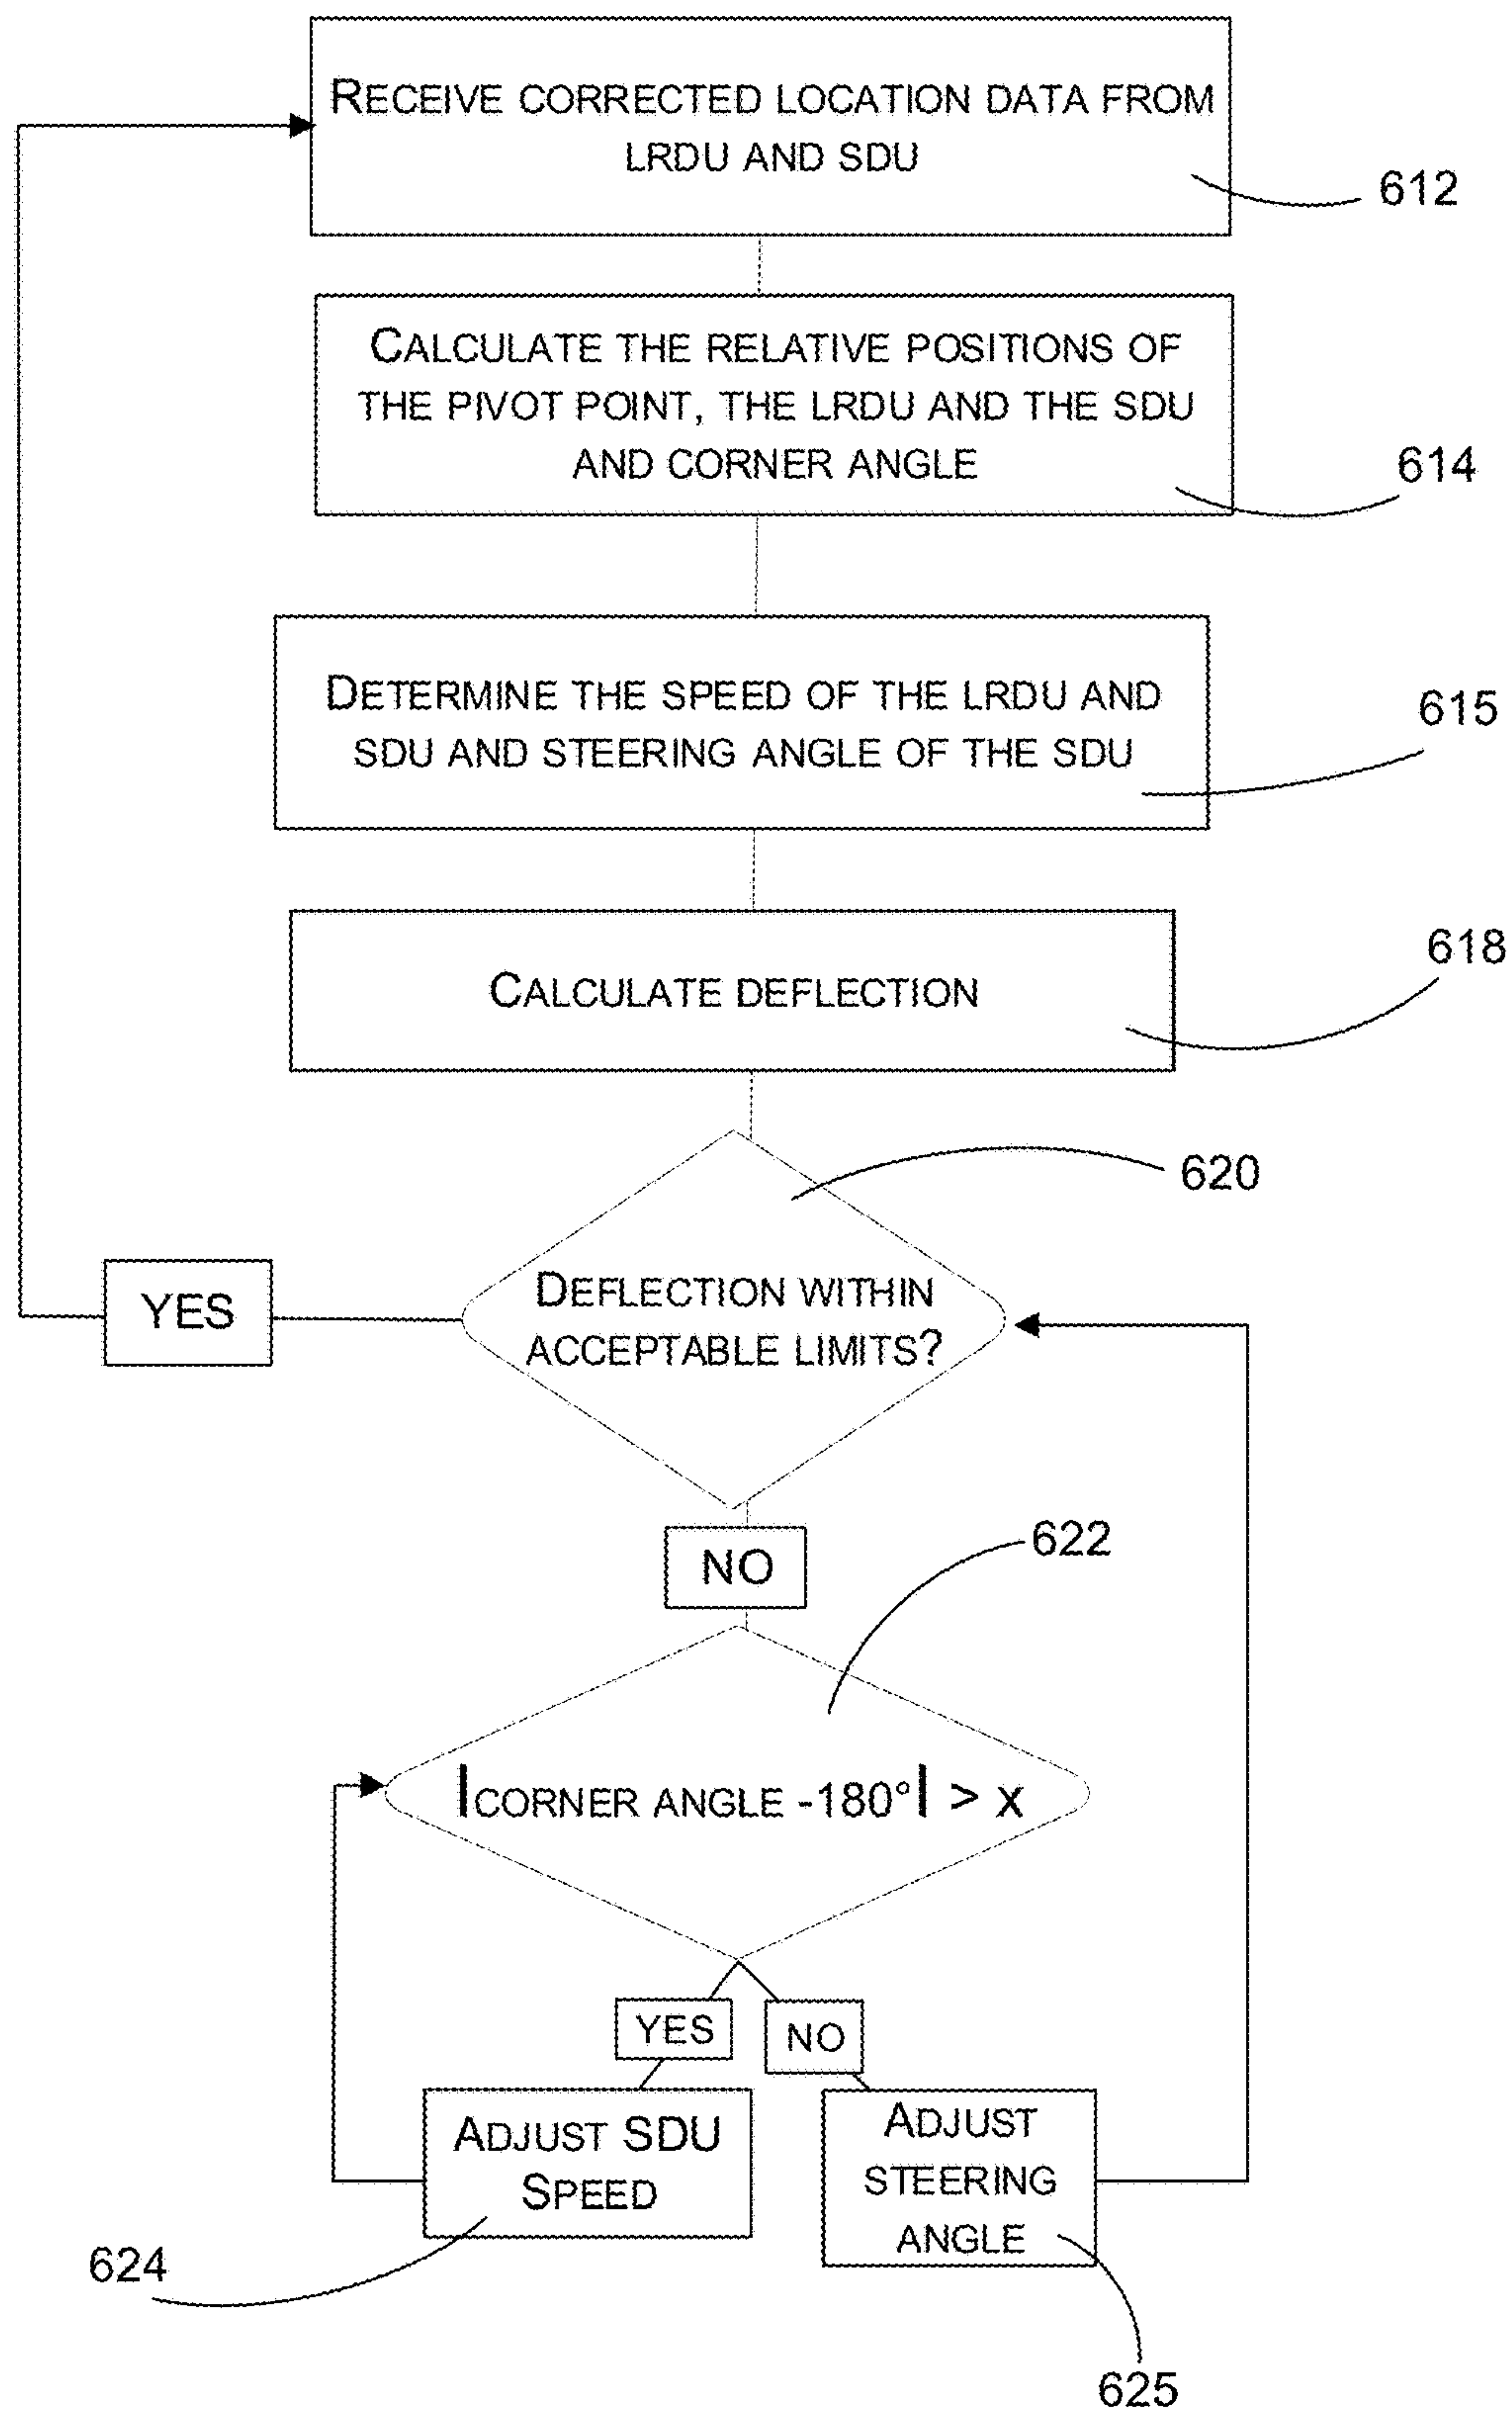 RECEIVE CORRECTED LOCATION DATA FROM
LRDU AND SDU
612
CALCULATE THE RELATIVE POSITIONS OF
THE PIVOT POINT, THE LRDU AND THE SDU
AND CORNER ANGLE
614
DETERMINE THE SPEED OF THE LRDU AND
SDU AND STEERING ANGLE OF THE SDU
615
CALCULATE DEFLECTION
618
620
DEFLECTION WITHIN
ACCEPTABLE LIMITS?
YES
NO
622
|CORNER ANGLE -180°| > X
YES
NO
ADJUST SDU
SPEED
624
ADJUST
STEERING
ANGLE
625